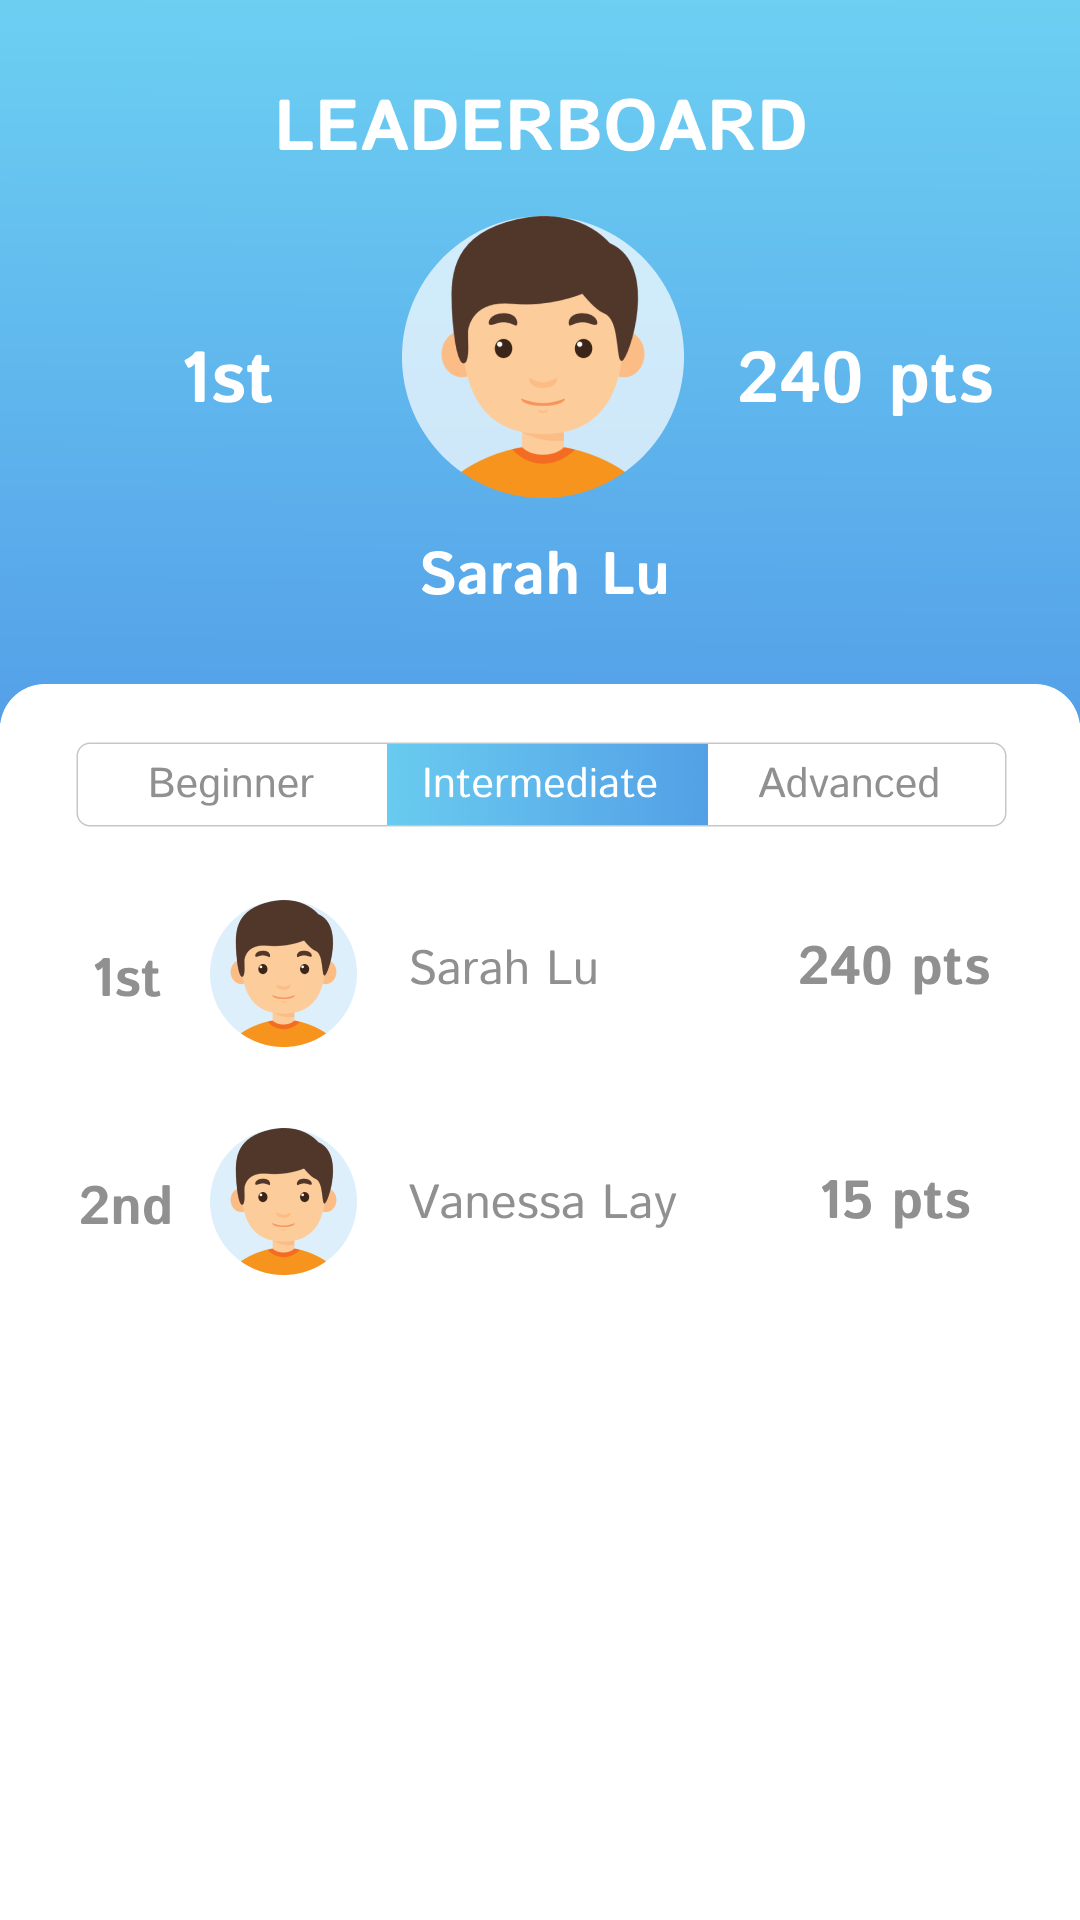 LEADERBOARD
1st
240 pts
Sarah Lu
Beginner Intermediate Advanced
1st Sarah Lu 240 pts
2nd Vanessa Lay 15 pts